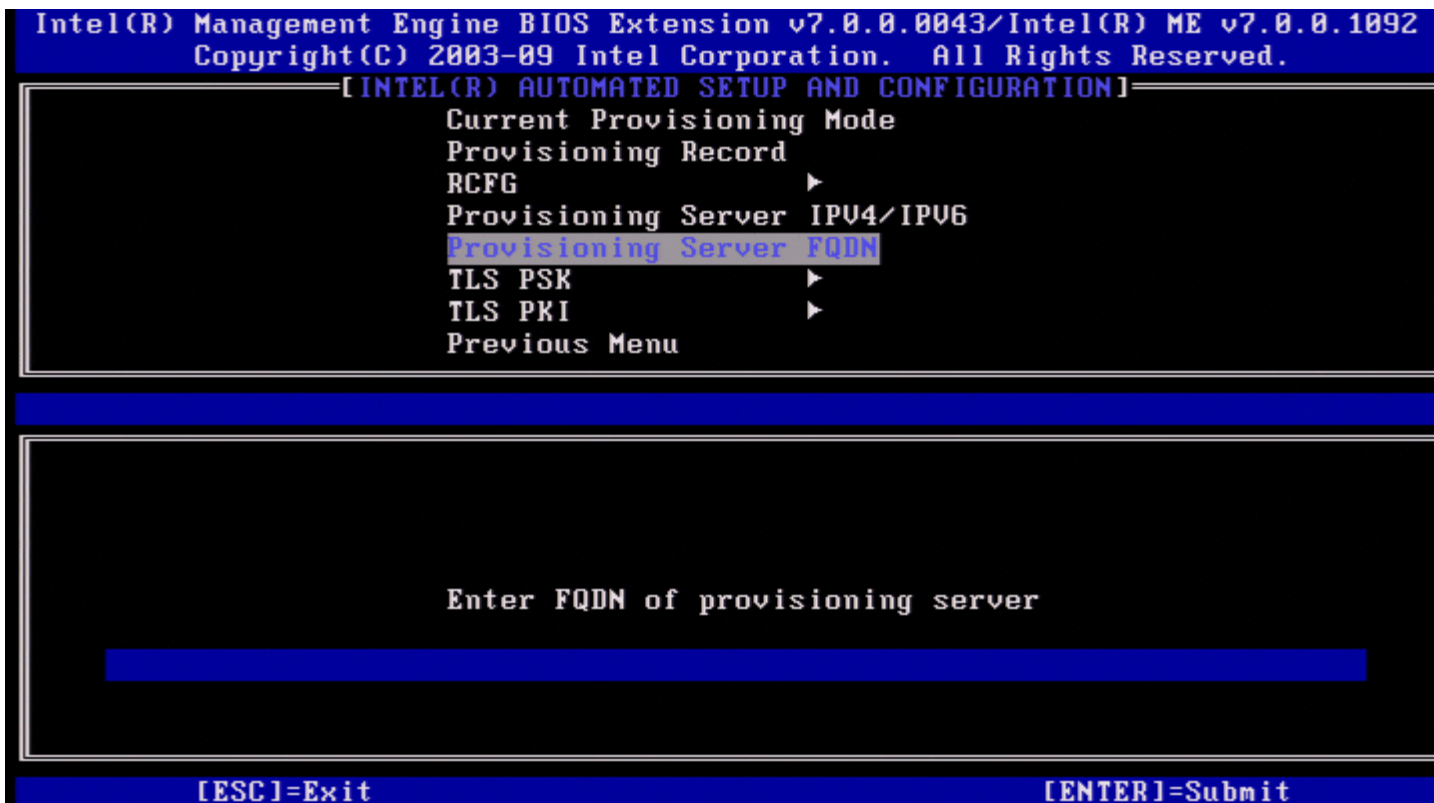 Intel(R) Management Engine BIOS Extension v7.0.0.0043/Intel(R) ME v7.0.0.1092
Copyright(C) 2003-09 Intel Corporation. All Rights Reserved.
[INTEL(R) AUTOMATED SETUP AND CONFIGURATION]
Current Provisioning Mode
Provisioning Record
RCFG ►
Provisioning Server IPV4/IPV6
Provisioning Server FQDN
TLS PSK ►
TLS PKI ►
Previous Menu
Enter FQDN of provisioning server
[ESC]=Exit [ENTER]=Submit